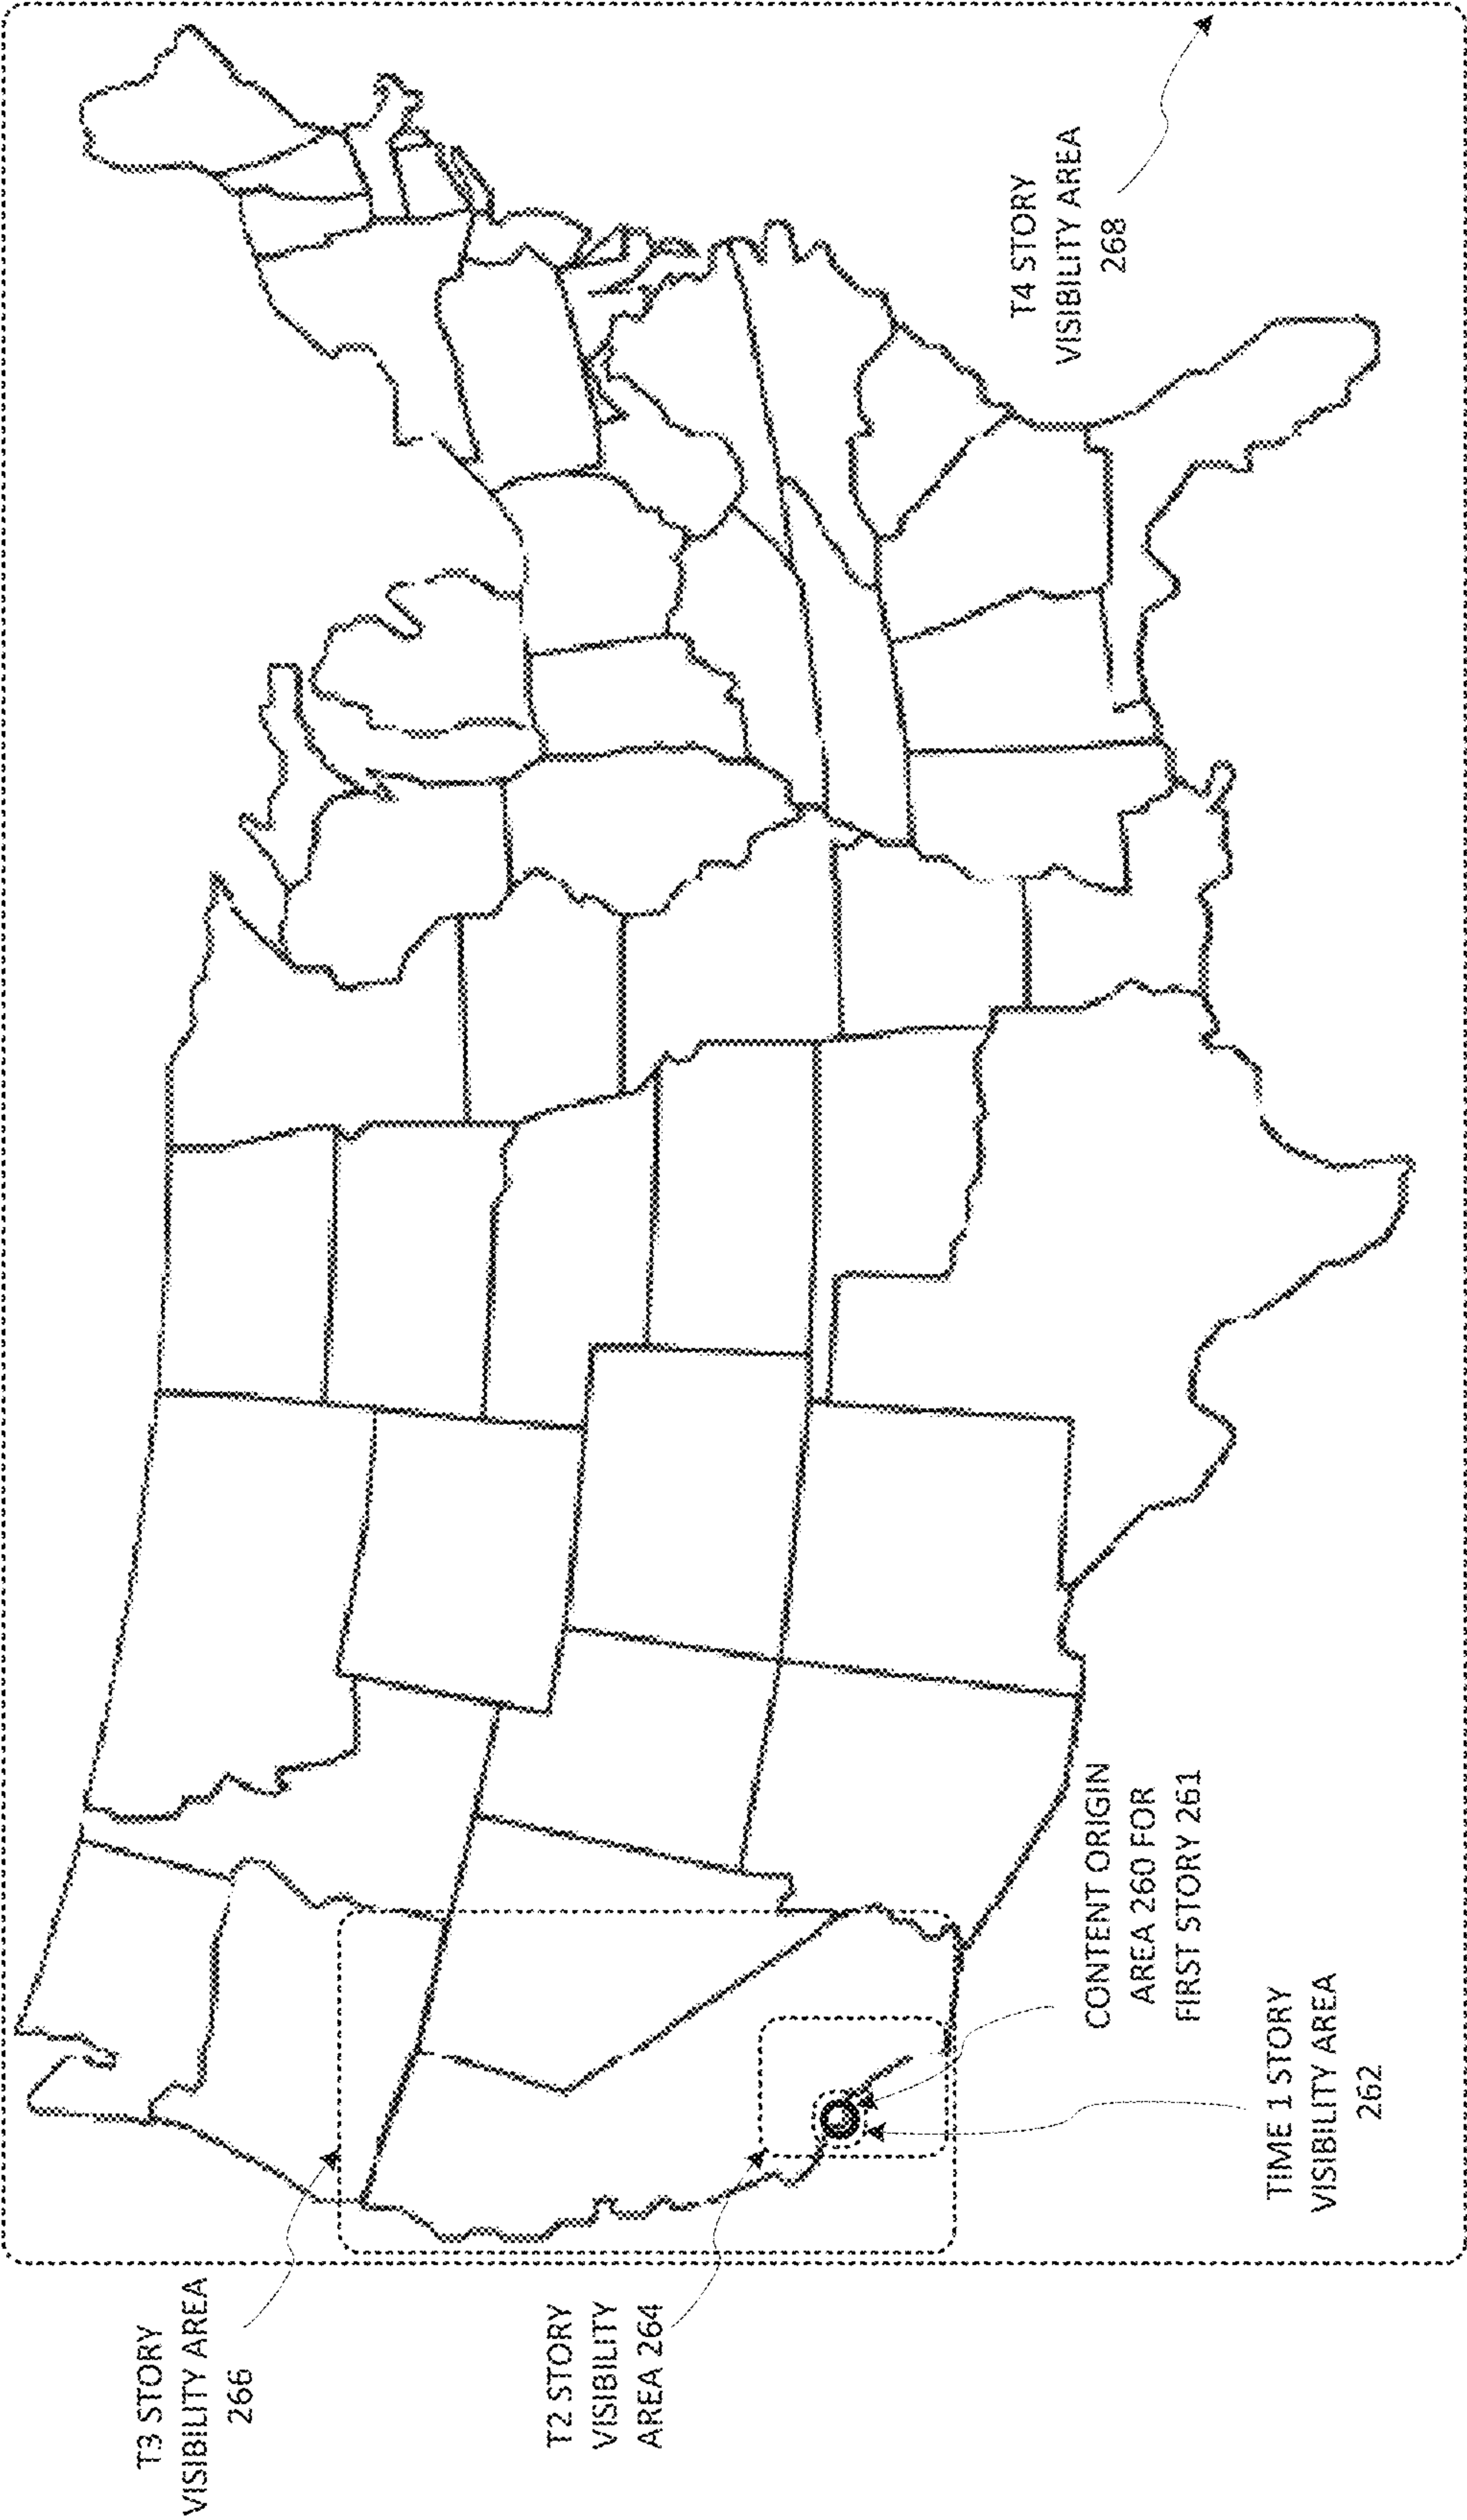 T3 STORY
VISIBILITY AREA
266
T2 STORY
VISIBILITY
AREA 264
TIME 1 STORY
VISIBILITY AREA
262
CONTENT ORIGIN
AREA 260 FOR
FIRST STORY 261
T4 STORY
VISIBILITY AREA
268